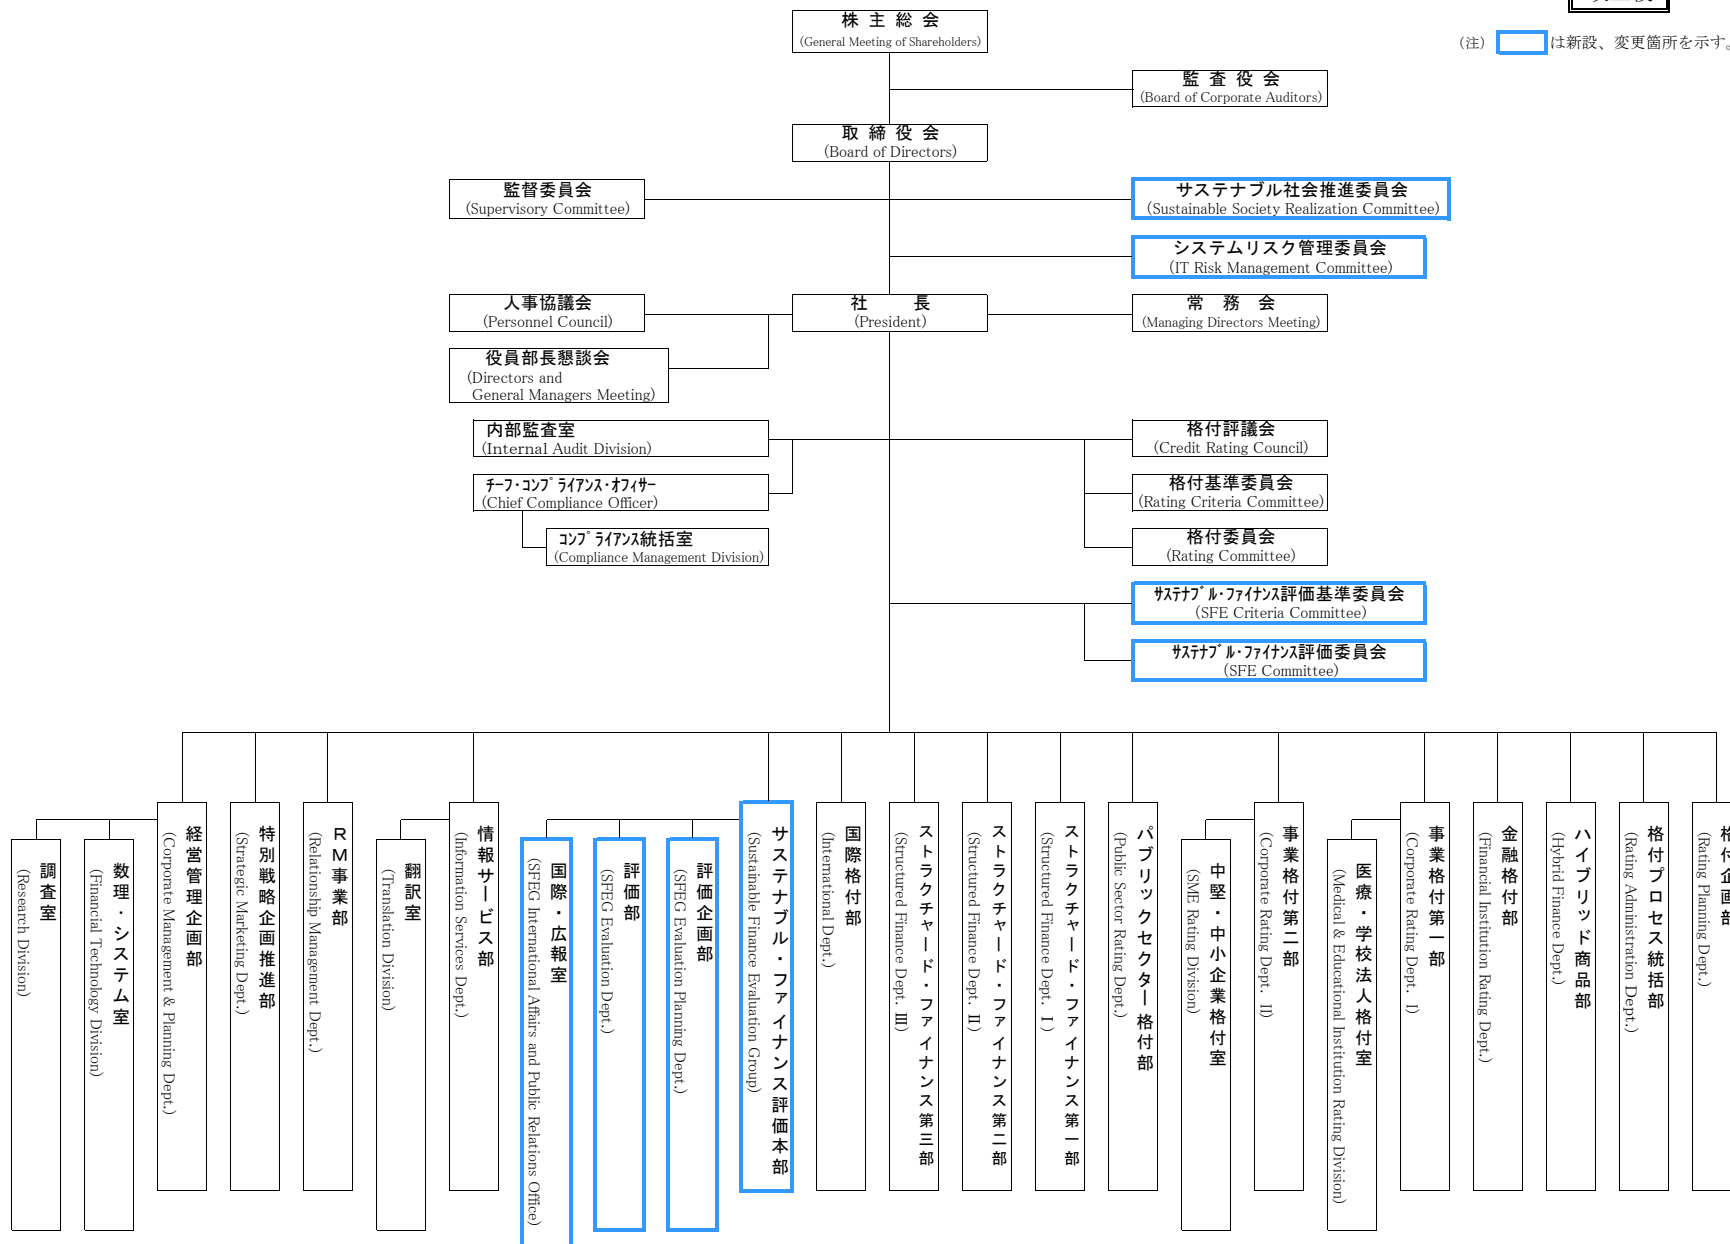 株 主 総 会
(General Meeting of Shareholders)
(注)
は新設、変更箇所を示す。
監 査 役 会
(Board of Corporate Auditors)
取 締 役 会
(Board of Directors)
監督委員会
(Supervisory Committee)
サステナブル社会推進委員会
(Sustainable Society Realization Committee)
システムリスク管理委員会
(IT Risk Management Committee)
人事協議会
(Personnel Council)
社 長
(President)
常 務 会
(Managing Directors Meeting)
役員部長懇談会
(Directors and
General Managers Meeting)
内部監査室
(Internal Audit Division)
格付評議会
(Credit Rating Council)
ﾁｰﾌ･ｺﾝﾌﾟﾗｲｱﾝｽ･ｵﾌｨｻｰ
(Chief Compliance Officer)
格付基準委員会
(Rating Criteria Committee)
ｺﾝﾌﾟﾗｲｱﾝｽ統括室
(Compliance Management Division)
格付委員会
(Rating Committee)
ｻｽﾃﾅﾌﾞﾙ･ﾌｧｲﾅﾝｽ評価基準委員会
(SFE Criteria Committee)
ｻｽﾃﾅﾌﾞﾙ･ﾌｧｲﾅﾝｽ評価委員会
(SFE Committee)
調査室
(Research Division)
数理・システム室
(Financial Technology Division)
経営管理企画部
(Corporate Management & Planning Dept.)
特別戦略企画推進部
(Strategic Marketing Dept.)
ＲＭ事業部
(Relationship Management Dept.)
翻訳室
(Translation Division)
情報サービス部
(Information Services Dept.)
国際・広報室
(SFEG International Affairs and Public Relations Office)
評価部
(SFEG Evaluation Dept.)
評価企画部
(SFEG Evaluation Planning Dept.)
サステナブル・ファイナンス評価本部
(Sustainable Finance Evaluation Group)
国際格付部
(International Dept.)
ストラクチャード・ファイナンス第三部
(Structured Finance Dept. Ⅲ)
ストラクチャード・ファイナンス第二部
(Structured Finance Dept. Ⅱ)
ストラクチャード・ファイナンス第一部
(Structured Finance Dept. Ⅰ)
パブリックセクター格付部
(Public Sector Rating Dept.)
中堅・中小企業格付室
(SME Rating Division)
事業格付第二部
(Corporate Rating Dept. Ⅱ)
医療・学校法人格付室
(Medical & Educational Institution Rating Division)
事業格付第一部
(Corporate Rating Dept. Ⅰ)
金融格付部
(Financial Institution Rating Dept.)
ハイブリッド商品部
(Hybrid Finance Dept.)
格付プロセス統括部
(Rating Administration Dept.)
格付企画部
(Rating Planning Dept.)